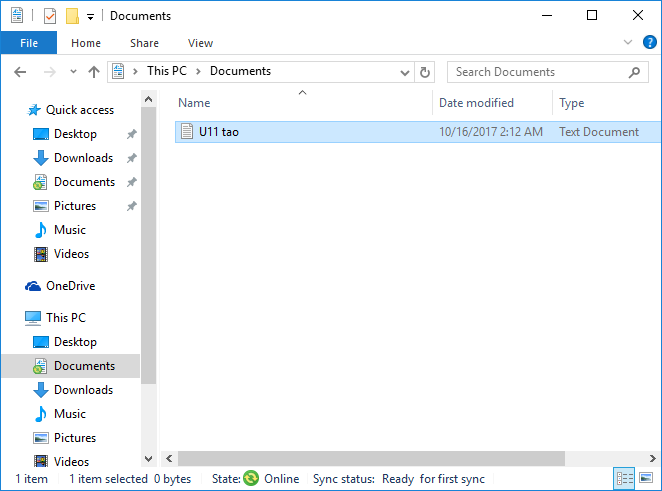 Documents
File Home Share View
This PC Documents
Search Documents
Name Date modified Type
U11 tao 10/16/2017 2:12 AM Text Document
Quick access
Desktop
Downloads
Documents
Pictures
Music
Videos
OneDrive
This PC
Desktop
Documents
Downloads
Music
Pictures
Videos
1 item 1 item selected 0 bytes State: Online Sync status: Ready for first sync